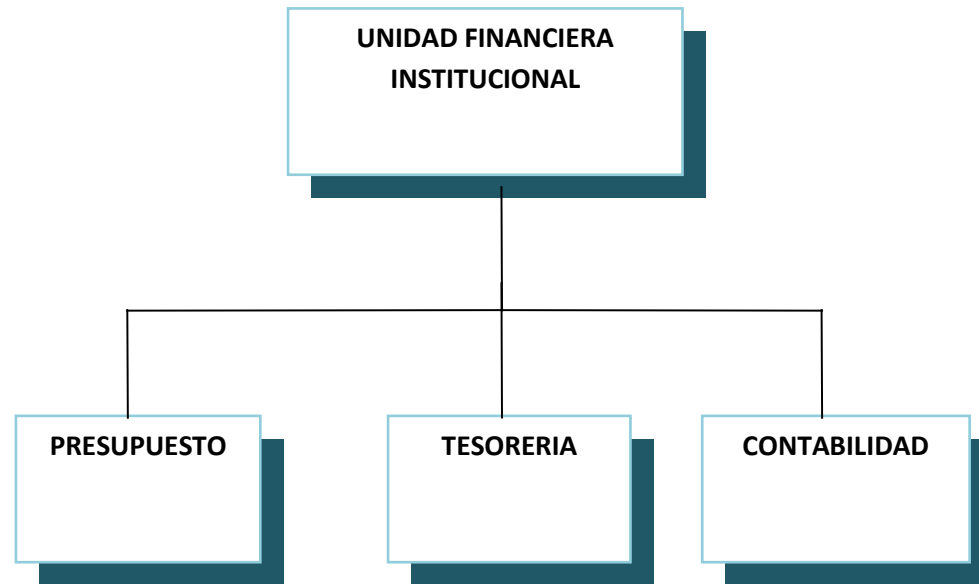 UNIDAD FINANCIERA
INSTITUCIONAL
PRESUPUESTO
TESORERIA
CONTABILIDAD